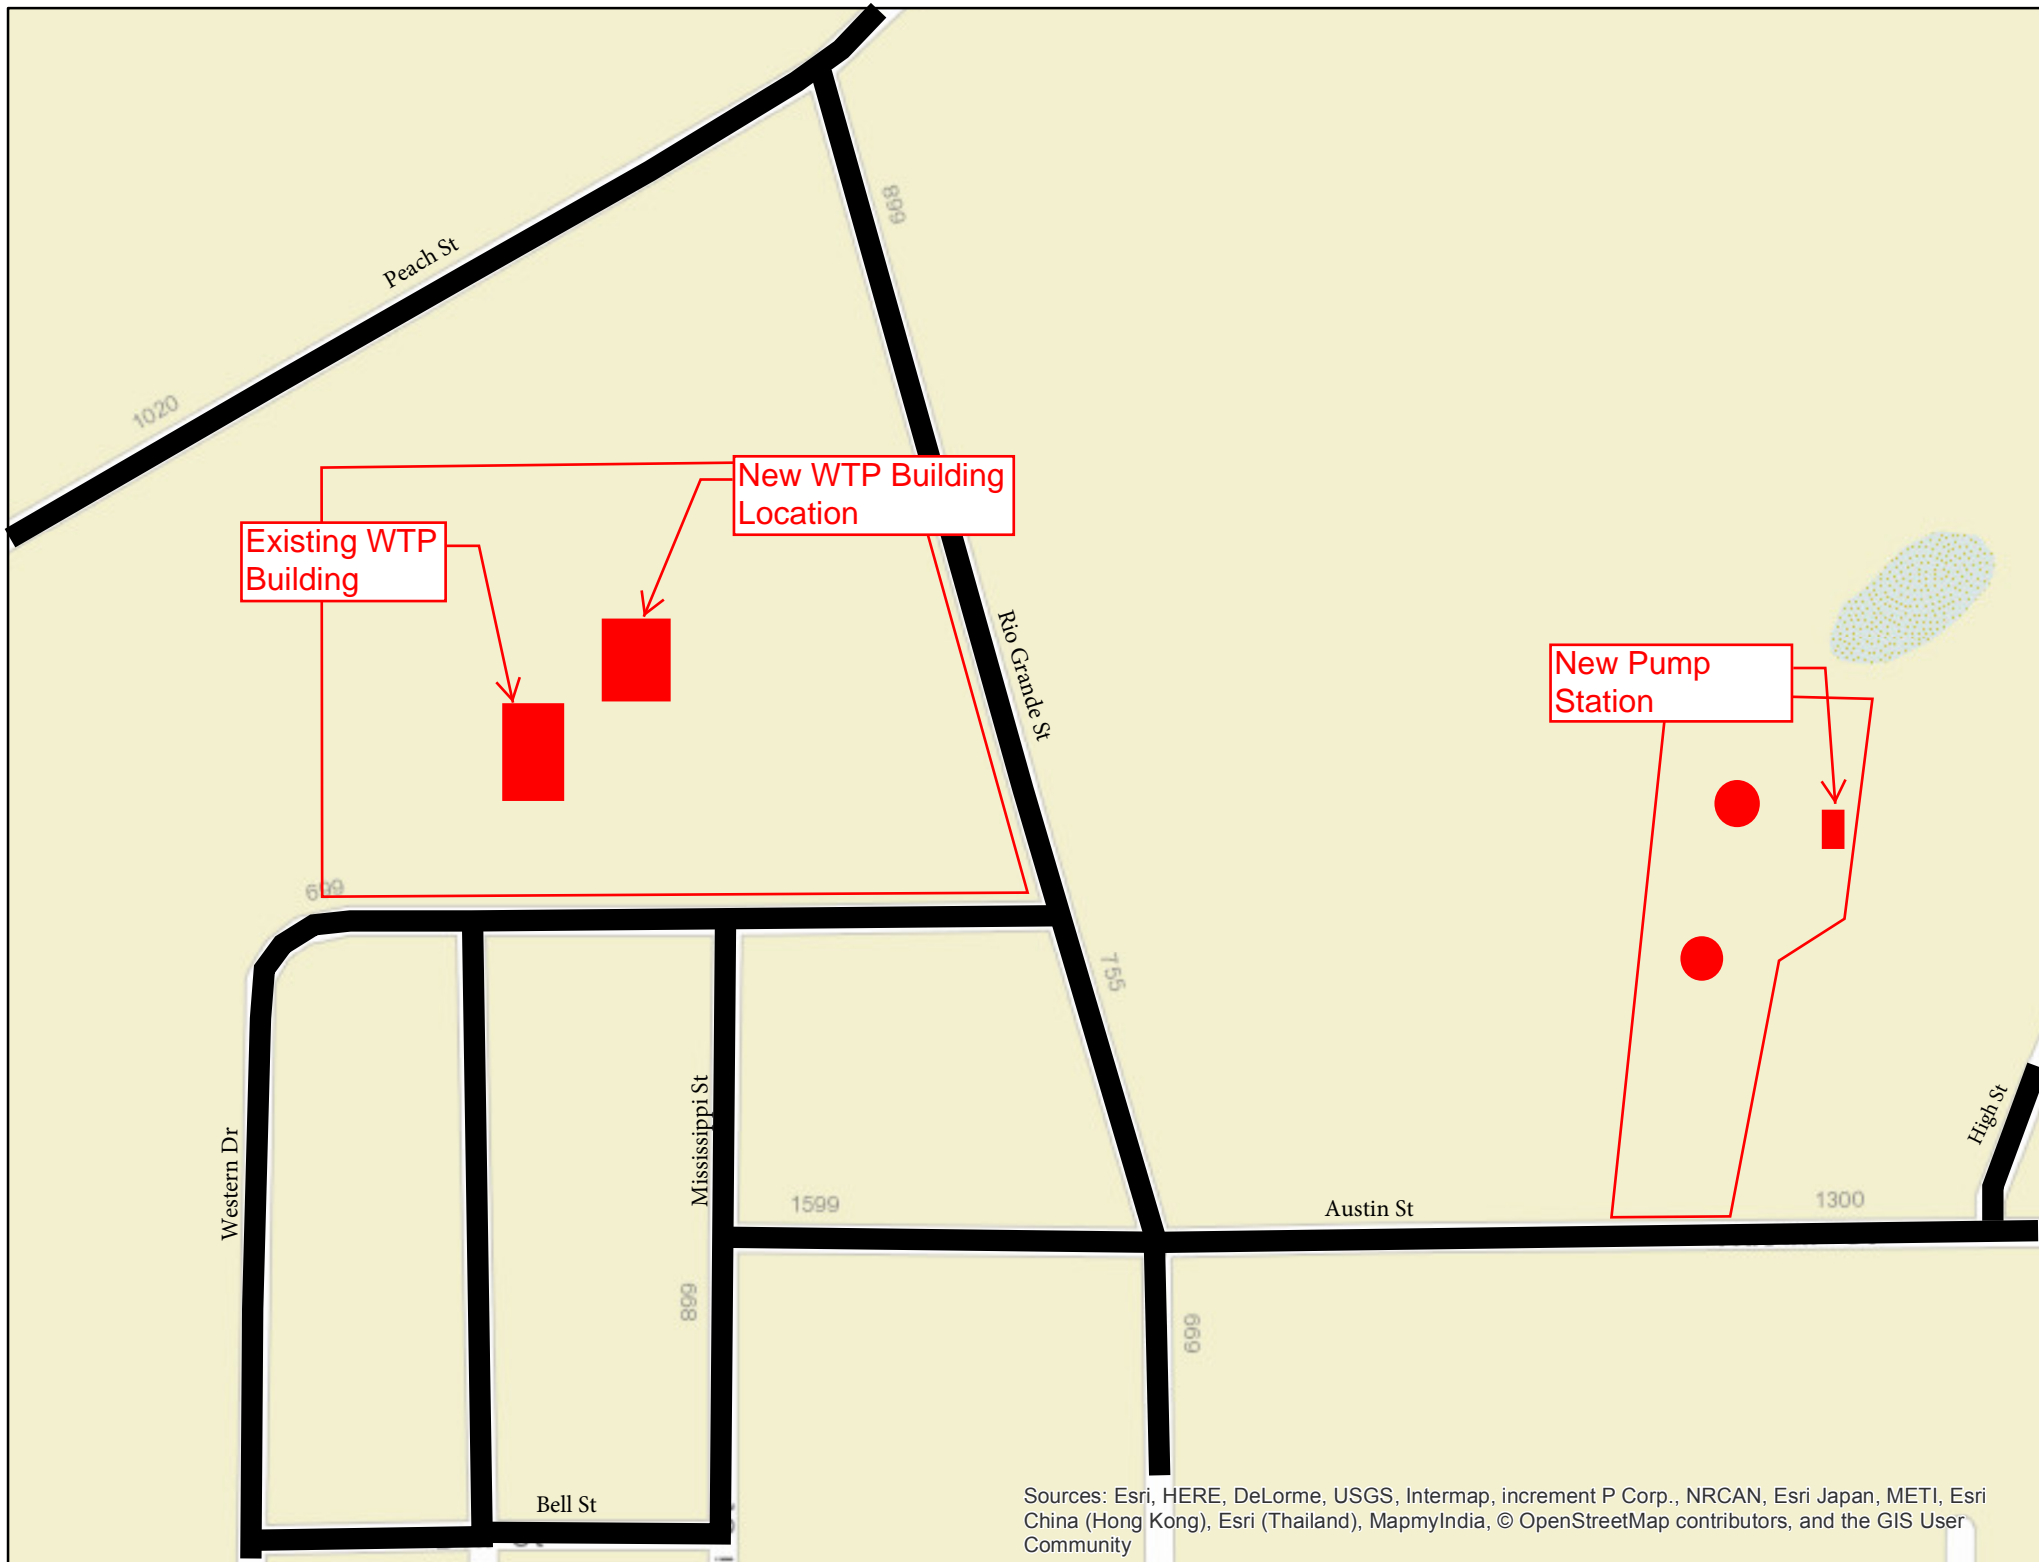 869
Peach St
1020
New WTP Building
Location
Existing WTP
Building
Rio Grande St
New Pump
Station
699
755
Mississippi St
Western Dr
High St
1599
Austin St
1300
899
699
Bell St
Sources: Esri, HERE, DeLorme, USGS, Intermap, increment P Corp., NRCAN, Esri Japan, METI, Esri
China (Hong Kong), Esri (Thailand), MapmyIndia, © OpenStreetMap contributors, and the GIS User
Community